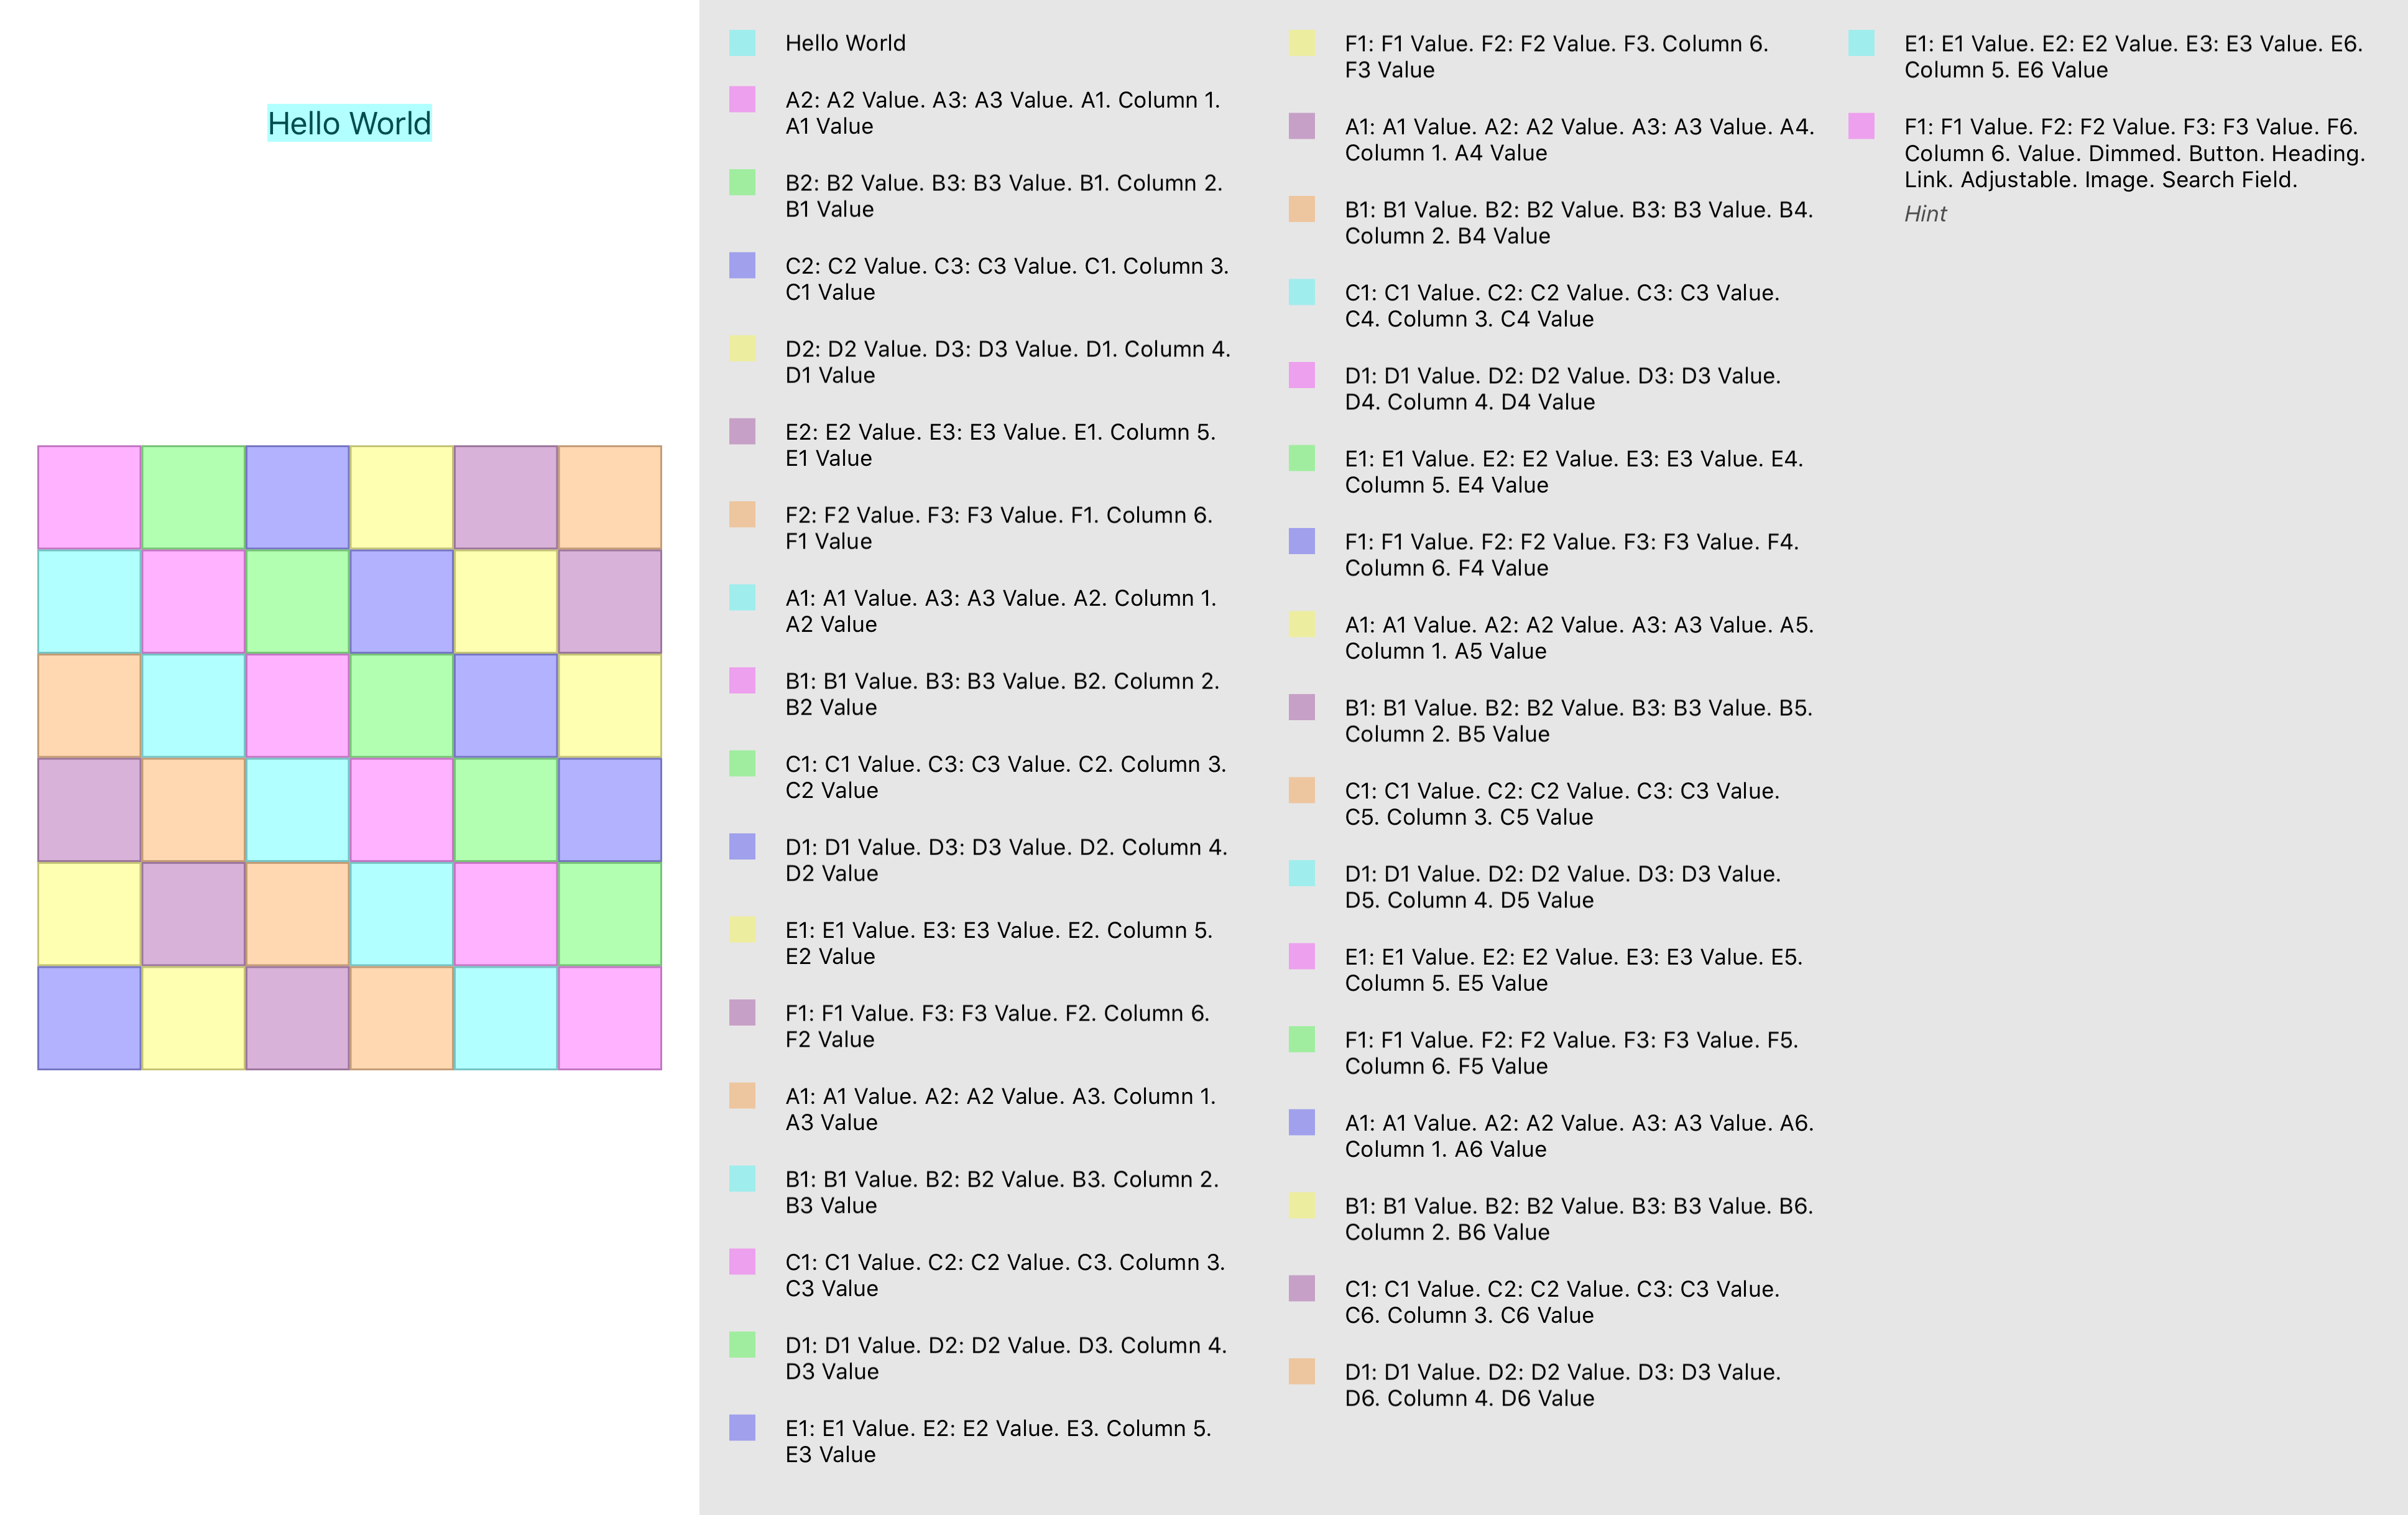 Hello World
Hello World
A2: A2 Value. A3: A3 Value. A1. Column 1.
A1 Value
B2: B2 Value. B3: B3 Value. B1. Column 2.
B1 Value
C2: C2 Value. C3: C3 Value. C1. Column 3.
C1 Value
D2: D2 Value. D3: D3 Value. D1. Column 4.
D1 Value
E2: E2 Value. E3: E3 Value. E1. Column 5.
E1 Value
F2: F2 Value. F3: F3 Value. F1. Column 6.
F1 Value
A1: A1 Value. A3: A3 Value. A2. Column 1.
A2 Value
B1: B1 Value. B3: B3 Value. B2. Column 2.
B2 Value
C1: C1 Value. C3: C3 Value. C2. Column 3.
C2 Value
D1: D1 Value. D3: D3 Value. D2. Column 4.
D2 Value
E1: E1 Value. E3: E3 Value. E2. Column 5.
E2 Value
F1: F1 Value. F3: F3 Value. F2. Column 6.
F2 Value
A1: A1 Value. A2: A2 Value. A3. Column 1.
A3 Value
B1: B1 Value. B2: B2 Value. B3. Column 2.
B3 Value
C1: C1 Value. C2: C2 Value. C3. Column 3.
C3 Value
D1: D1 Value. D2: D2 Value. D3. Column 4.
D3 Value
E1: E1 Value. E2: E2 Value. E3. Column 5.
E3 Value
F1: F1 Value. F2: F2 Value. F3. Column 6.
F3 Value
A1: A1 Value. A2: A2 Value. A3: A3 Value. A4.
Column 1. A4 Value
B1: B1 Value. B2: B2 Value. B3: B3 Value. B4.
Column 2. B4 Value
C1: C1 Value. C2: C2 Value. C3: C3 Value.
C4. Column 3. C4 Value
D1: D1 Value. D2: D2 Value. D3: D3 Value.
D4. Column 4. D4 Value
E1: E1 Value. E2: E2 Value. E3: E3 Value. E4.
Column 5. E4 Value
F1: F1 Value. F2: F2 Value. F3: F3 Value. F4.
Column 6. F4 Value
A1: A1 Value. A2: A2 Value. A3: A3 Value. A5.
Column 1. A5 Value
B1: B1 Value. B2: B2 Value. B3: B3 Value. B5.
Column 2. B5 Value
C1: C1 Value. C2: C2 Value. C3: C3 Value.
C5. Column 3. C5 Value
D1: D1 Value. D2: D2 Value. D3: D3 Value.
D5. Column 4. D5 Value
E1: E1 Value. E2: E2 Value. E3: E3 Value. E5.
Column 5. E5 Value
F1: F1 Value. F2: F2 Value. F3: F3 Value. F5.
Column 6. F5 Value
A1: A1 Value. A2: A2 Value. A3: A3 Value. A6.
Column 1. A6 Value
B1: B1 Value. B2: B2 Value. B3: B3 Value. B6.
Column 2. B6 Value
C1: C1 Value. C2: C2 Value. C3: C3 Value.
C6. Column 3. C6 Value
D1: D1 Value. D2: D2 Value. D3: D3 Value.
D6. Column 4. D6 Value
E1: E1 Value. E2: E2 Value. E3: E3 Value. E6.
Column 5. E6 Value
F1: F1 Value. F2: F2 Value. F3: F3 Value. F6.
Column 6. Value. Dimmed. Button. Heading.
Link. Adjustable. Image. Search Field.
Hint